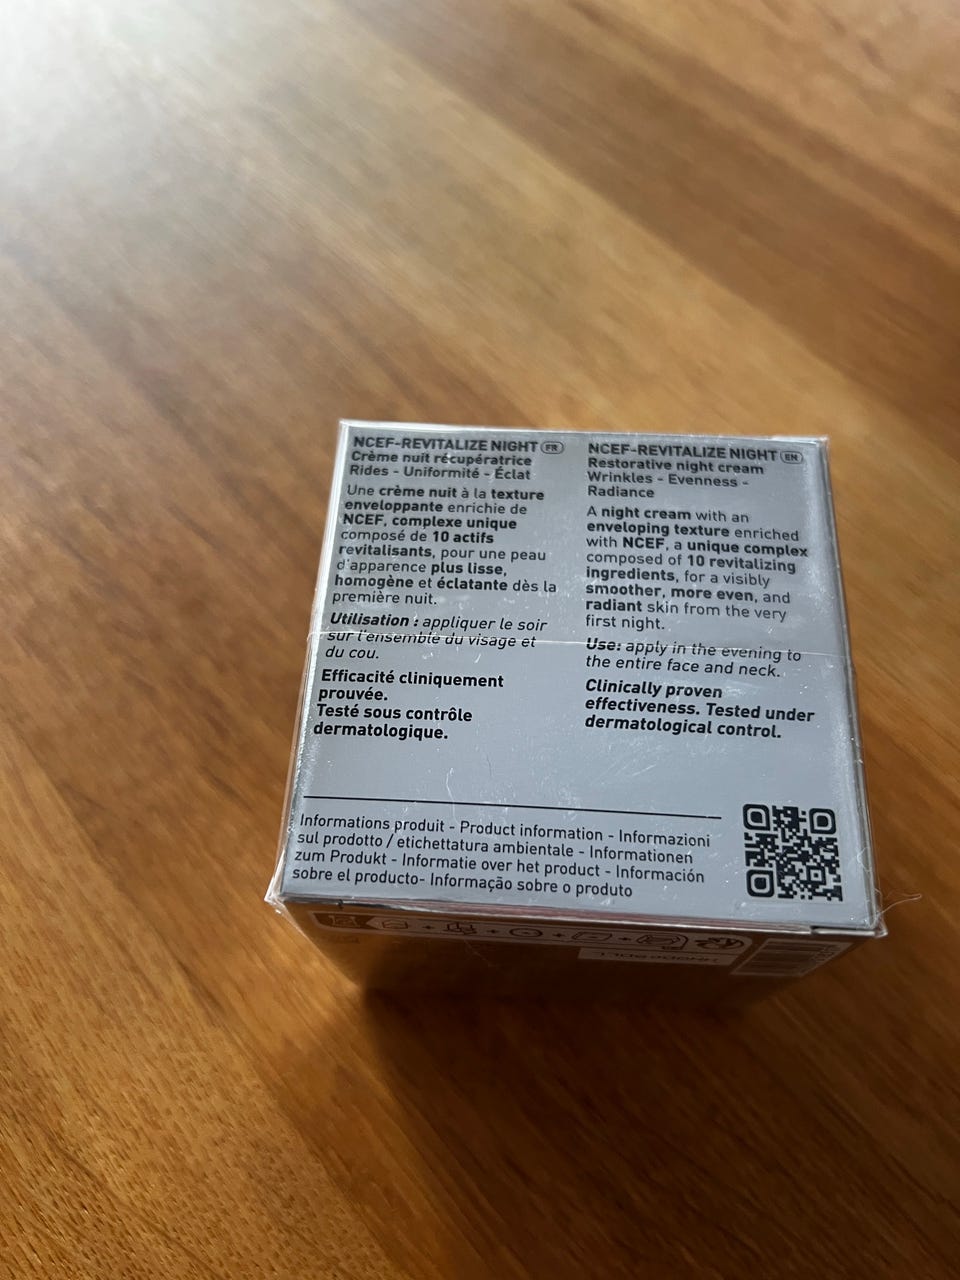 NCEF-REVITALIZE NIGHT FR
Crème nuit récupératrice
Rides - Uniformité - Éclat
Une crème nuit à la texture
enveloppante enrichie de
NCEF, complexe unique
composé de 10 actifs
revitalisants, pour une peau
d'apparence plus lisse,
homogène et éclatante dès la
première nuit.
Utilisation : appliquer le soir
sur l'ensemble du visage et
du cou.
Efficacité cliniquement
prouvée.
Testé sous contrôle
dermatologique.
NCEF-REVITALIZE NIGHT EN
Restorative night cream
Wrinkles - Evenness -
Radiance
A night cream with an
enveloping texture enriched
with NCEF, a unique complex
composed of 10 revitalizing
ingredients, for a visibly
smoother, more even, and
radiant skin from the very
first night.
Use: apply in the evening to
the entire face and neck.
Clinically proven
effectiveness. Tested under
dermatological control.
Informations produit - Product information - Informazioni
sul prodotto / etichettatura ambientale - Informationen
zum Produkt - Informatie over het product - Información
sobre el producto- Informação sobre o produto